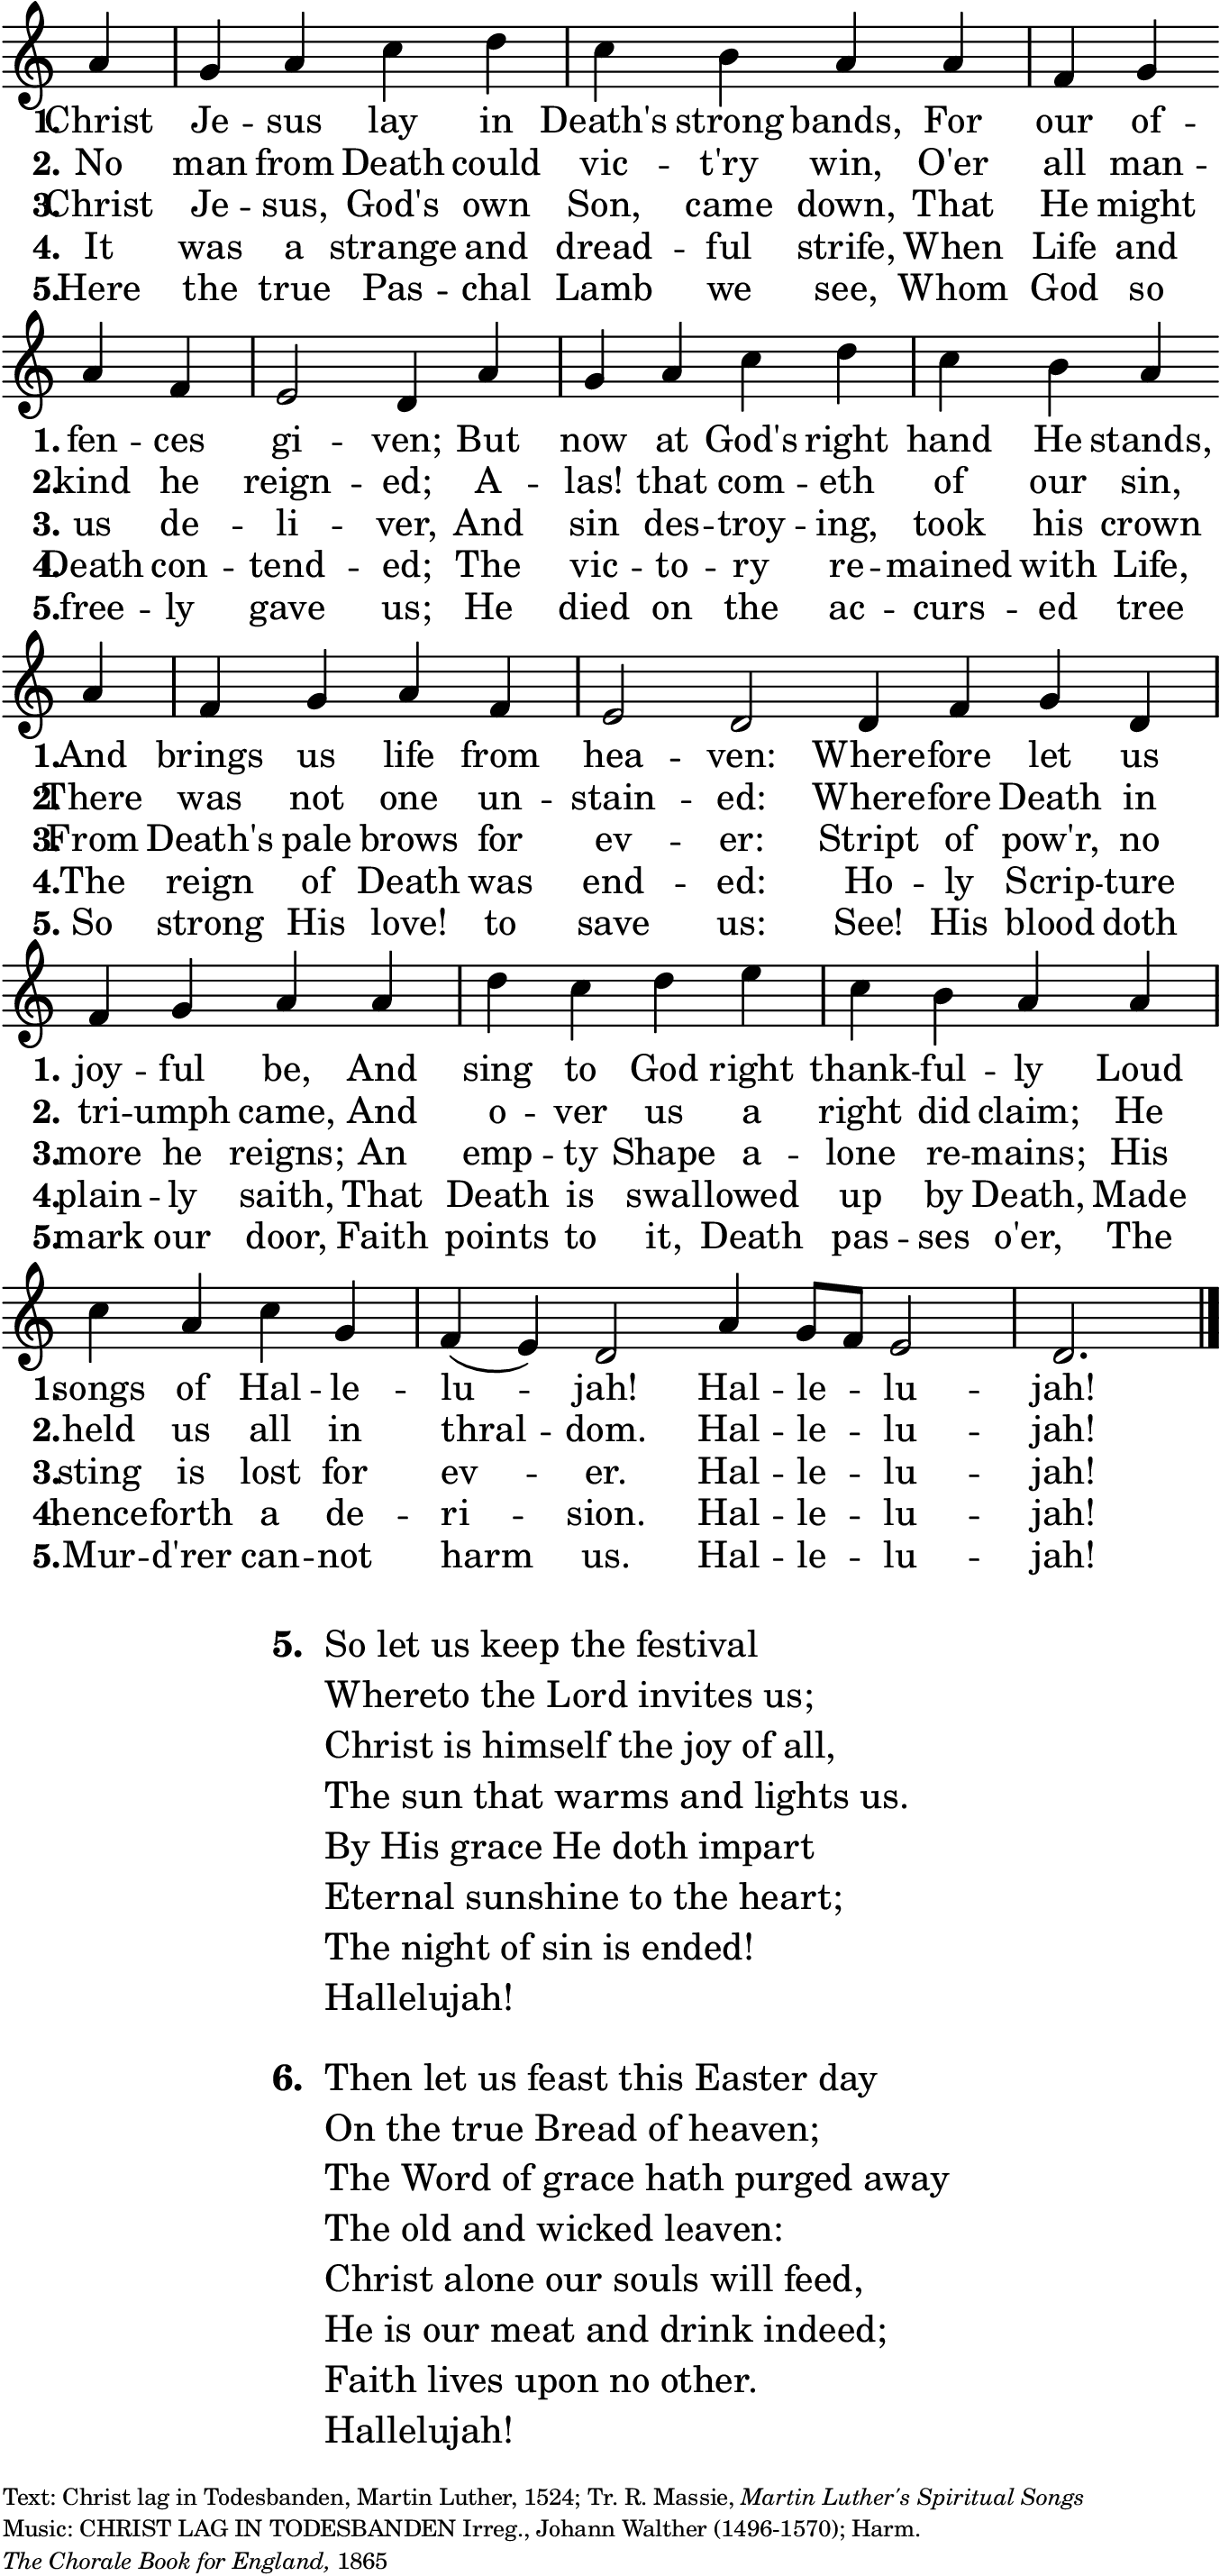 1. Christ Je -- sus lay in Death's strong bands, For our of --
2. No man from Death could vic -- t'ry win, O'er all man --
3. Christ Je -- sus, God's own Son, came down, That He might
4. It was a strange and dread -- ful strife, When Life and
5. Here the true Pas -- chal Lamb we see, Whom God so
1. fen -- ces gi -- ven; But now at God's right hand He stands,
2. kind he reign -- ed; A -- las! that com -- eth of our sin,
3. us de -- li -- ver, And sin des -- troy -- ing, took his crown
4. Death con -- tend -- ed; The vic -- to -- ry re -- mained with Life,
5. free -- ly gave us; He died on the ac -- curs -- ed tree
1. And brings us life from hea -- ven: Wherefore let us
2. There was not one un -- stain -- ed: Wherefore Death in
3. From Death's pale brows for ev -- er: Stript of pow'r, no
4. The reign of Death was end -- ed: Ho -- ly Scrip -- ture
5. So strong His love! to save us: See! His blood doth
1. joy -- ful be, And sing to God right thank -- ful -- ly Loud
2. tri -- umph came, And o -- ver us a right did claim; He
3. more he reigns; An emp -- ty Shape a -- lone re -- mains; His
4. plain -- ly saith, That Death is swallowed up by Death, Made
5. mark our door, Faith points to it, Death pas -- ses o'er, The
1. songs of Hal -- le -- lu -- jah! Hal -- le -- lu -- jah!
2. held us all in thral -- dom. Hal -- le -- lu -- jah!
3. sting is lost for ev -- er. Hal -- le -- lu -- jah!
4. henceforth a de -- ri -- sion. Hal -- le -- lu -- jah!
5. Mur -- d'rer can -- not harm us. Hal -- le -- lu -- jah!
5. So let us keep the festival
Whereto the Lord invites us;
Christ is himself the joy of all,
The sun that warms and lights us.
By His grace He doth impart
Eternal sunshine to the heart;
The night of sin is ended!
Hallelujah!
6. Then let us feast this Easter day
On the true Bread of heaven;
The Word of grace hath purged away
The old and wicked leaven:
Christ alone our souls will feed,
He is our meat and drink indeed;
Faith lives upon no other.
Hallelujah!
Text: Christ lag in Todesbanden, Martin Luther, 1524; Tr. R. Massie, Martin Luther's Spiritual Songs
Music: CHRIST LAG IN TODESBANDEN Irreg., Johann Walther (1496-1570); Harm.
The Chorale Book for England, 1865